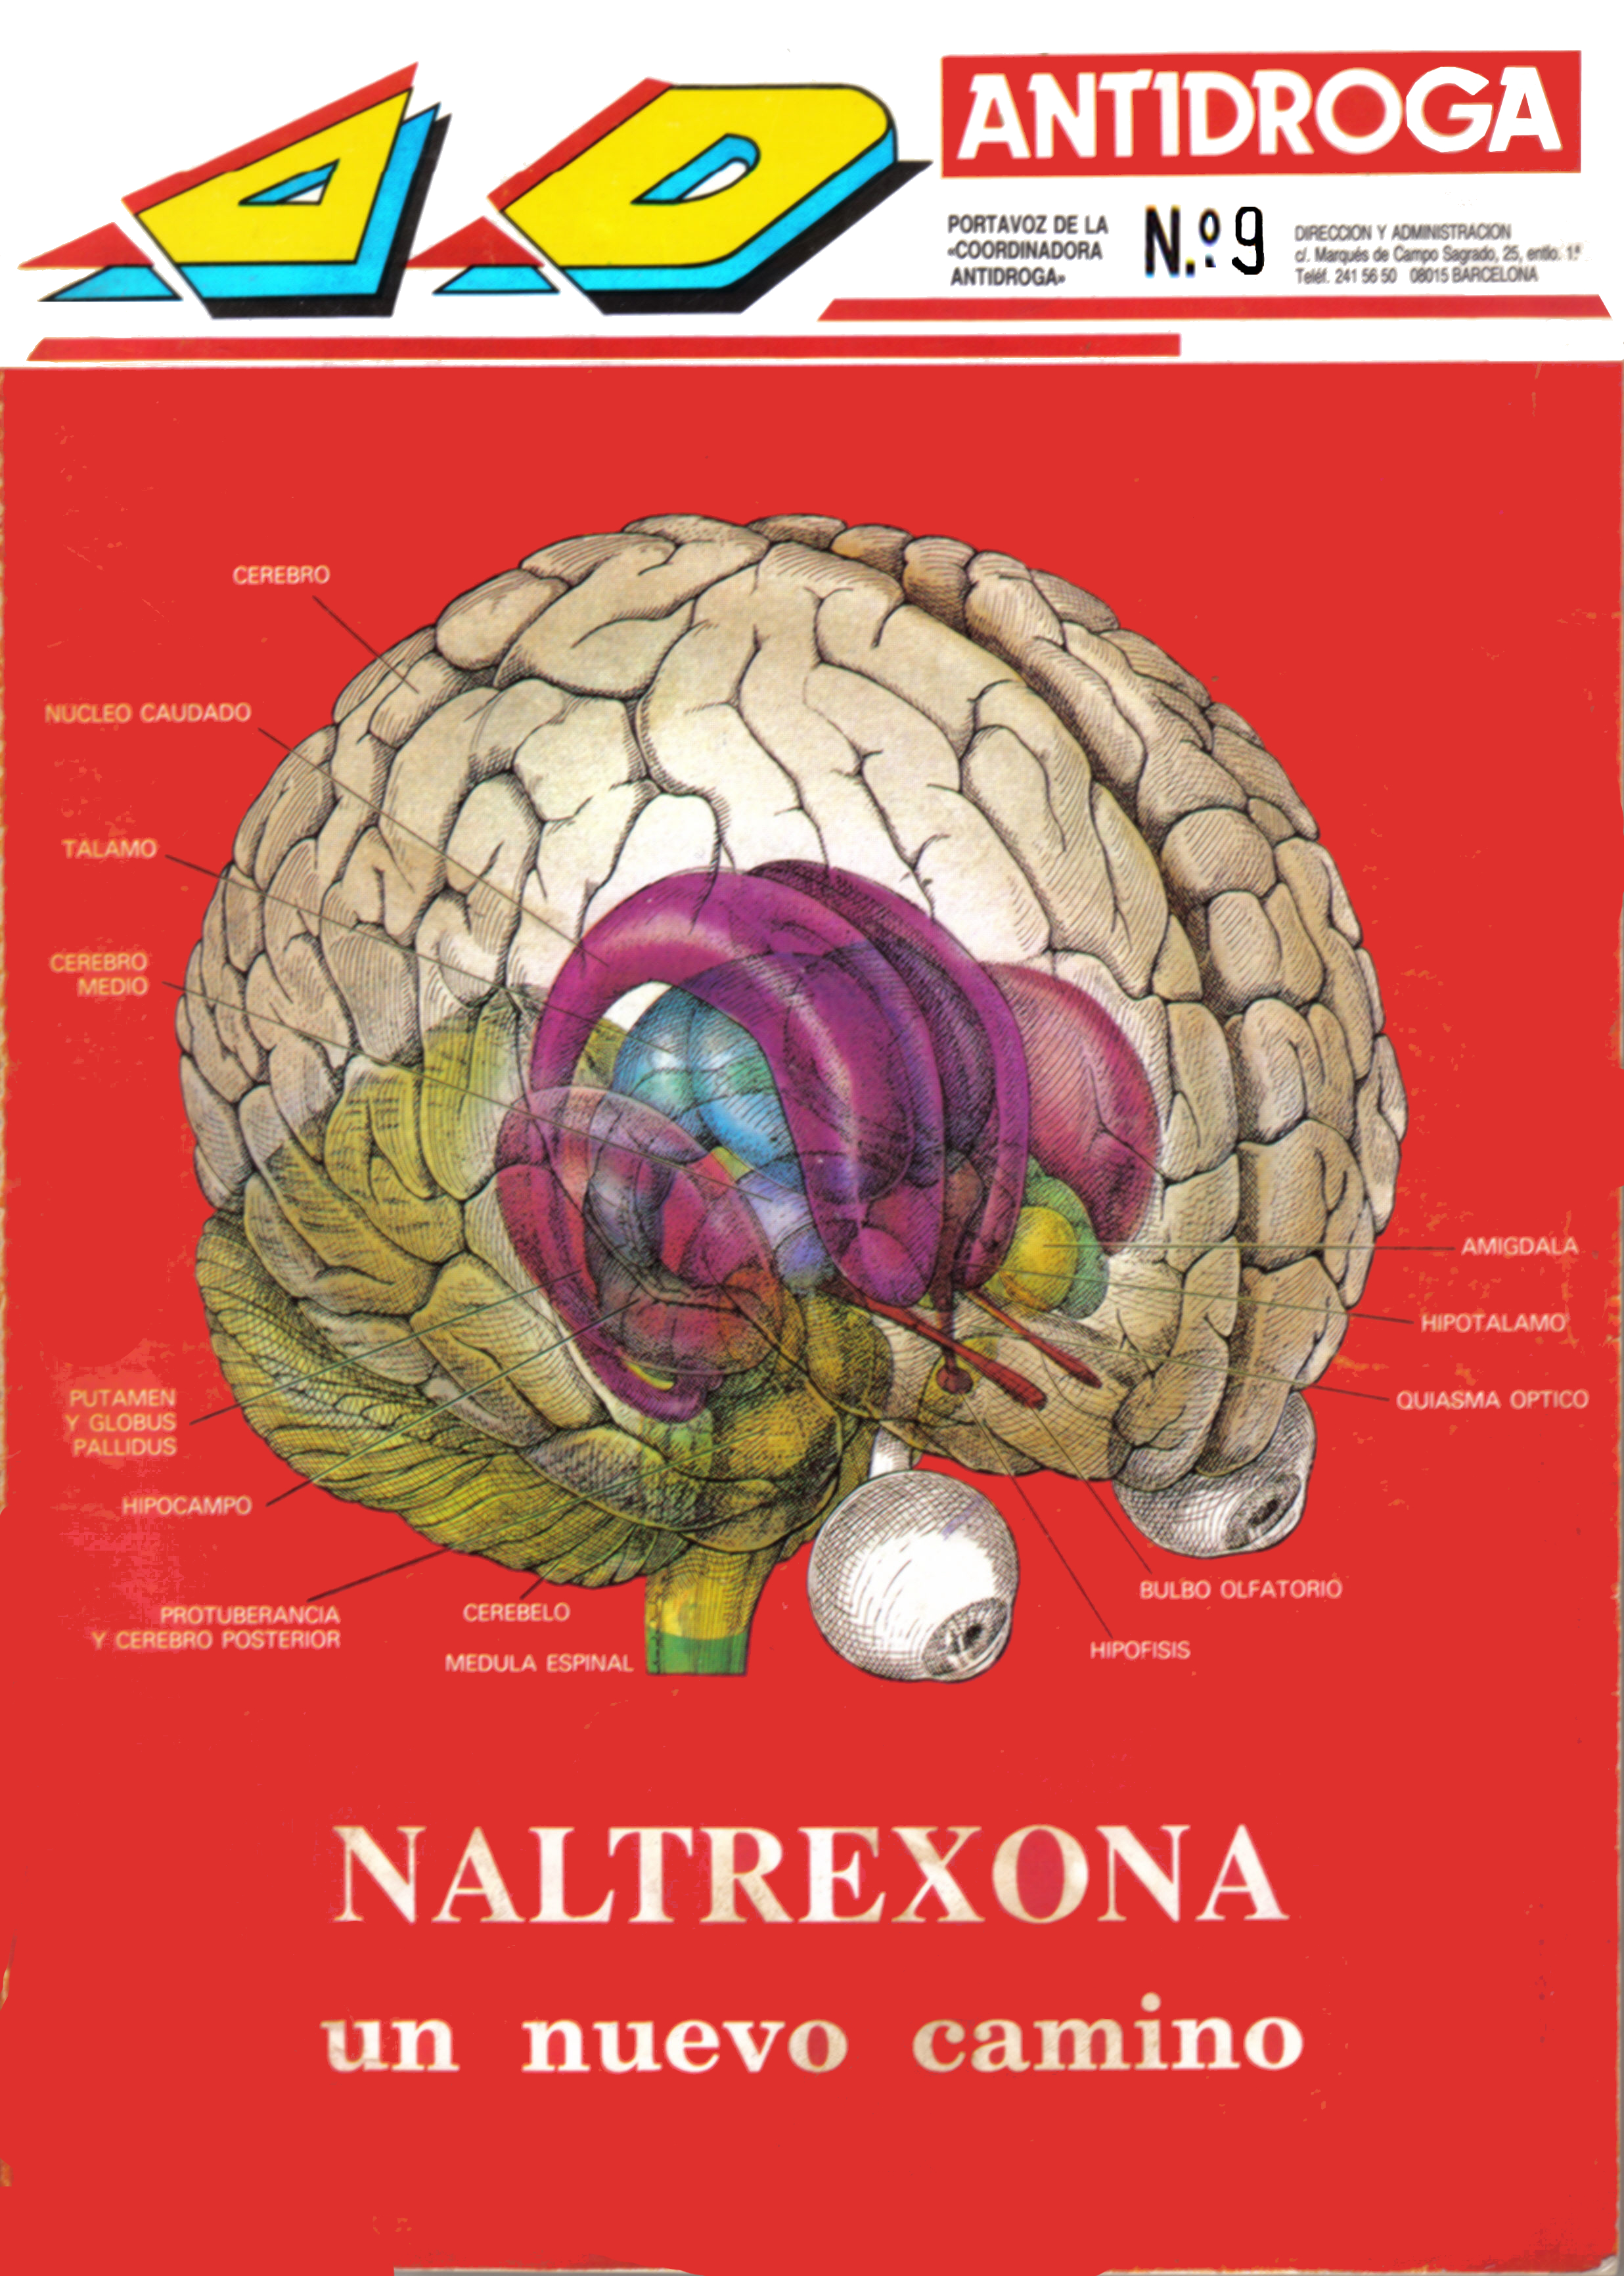 AD
ANTIDROGA
PORTAVOZ DE LA
«COORDINADORA
ANTIDROGA»
N.º 9
DIRECCION Y ADMINISTRACION
c/. Marqués de Campo Sagrado, 25, entlo. 1.ª
Teléf. 241 56 50 08015 BARCELONA
CEREBRO
NUCLEO CAUDADO
TALAMO
CEREBRO
MEDIO
AMIGDALA
HIPOTALAMO
QUIASMA OPTICO
PUTAMEN
Y GLOBUS
PALLIDUS
HIPOCAMPO
PROTUBERANCIA
Y CEREBRO POSTERIOR
CEREBELO
MEDULA ESPINAL
BULBO OLFATORIO
HIPOFISIS
NALTREXONA
un nuevo camino